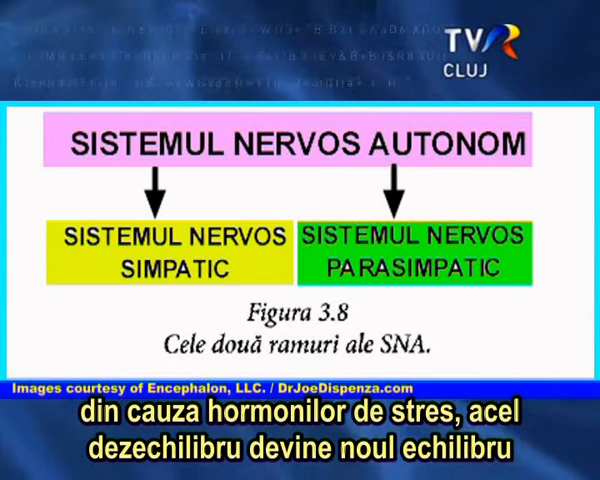 TVR
CLUJ
SISTEMUL NERVOS AUTONOM
SISTEMUL NERVOS
SIMPATIC
SISTEMUL NERVOS
PARASIMPATIC
Figura 3.8
Cele două ramuri ale SNA.
Images courtesy of Encephalon, LLC. / DrJoeDispenza.com
din cauza hormonilor de stres, acel
dezechilibru devine noul echilibru